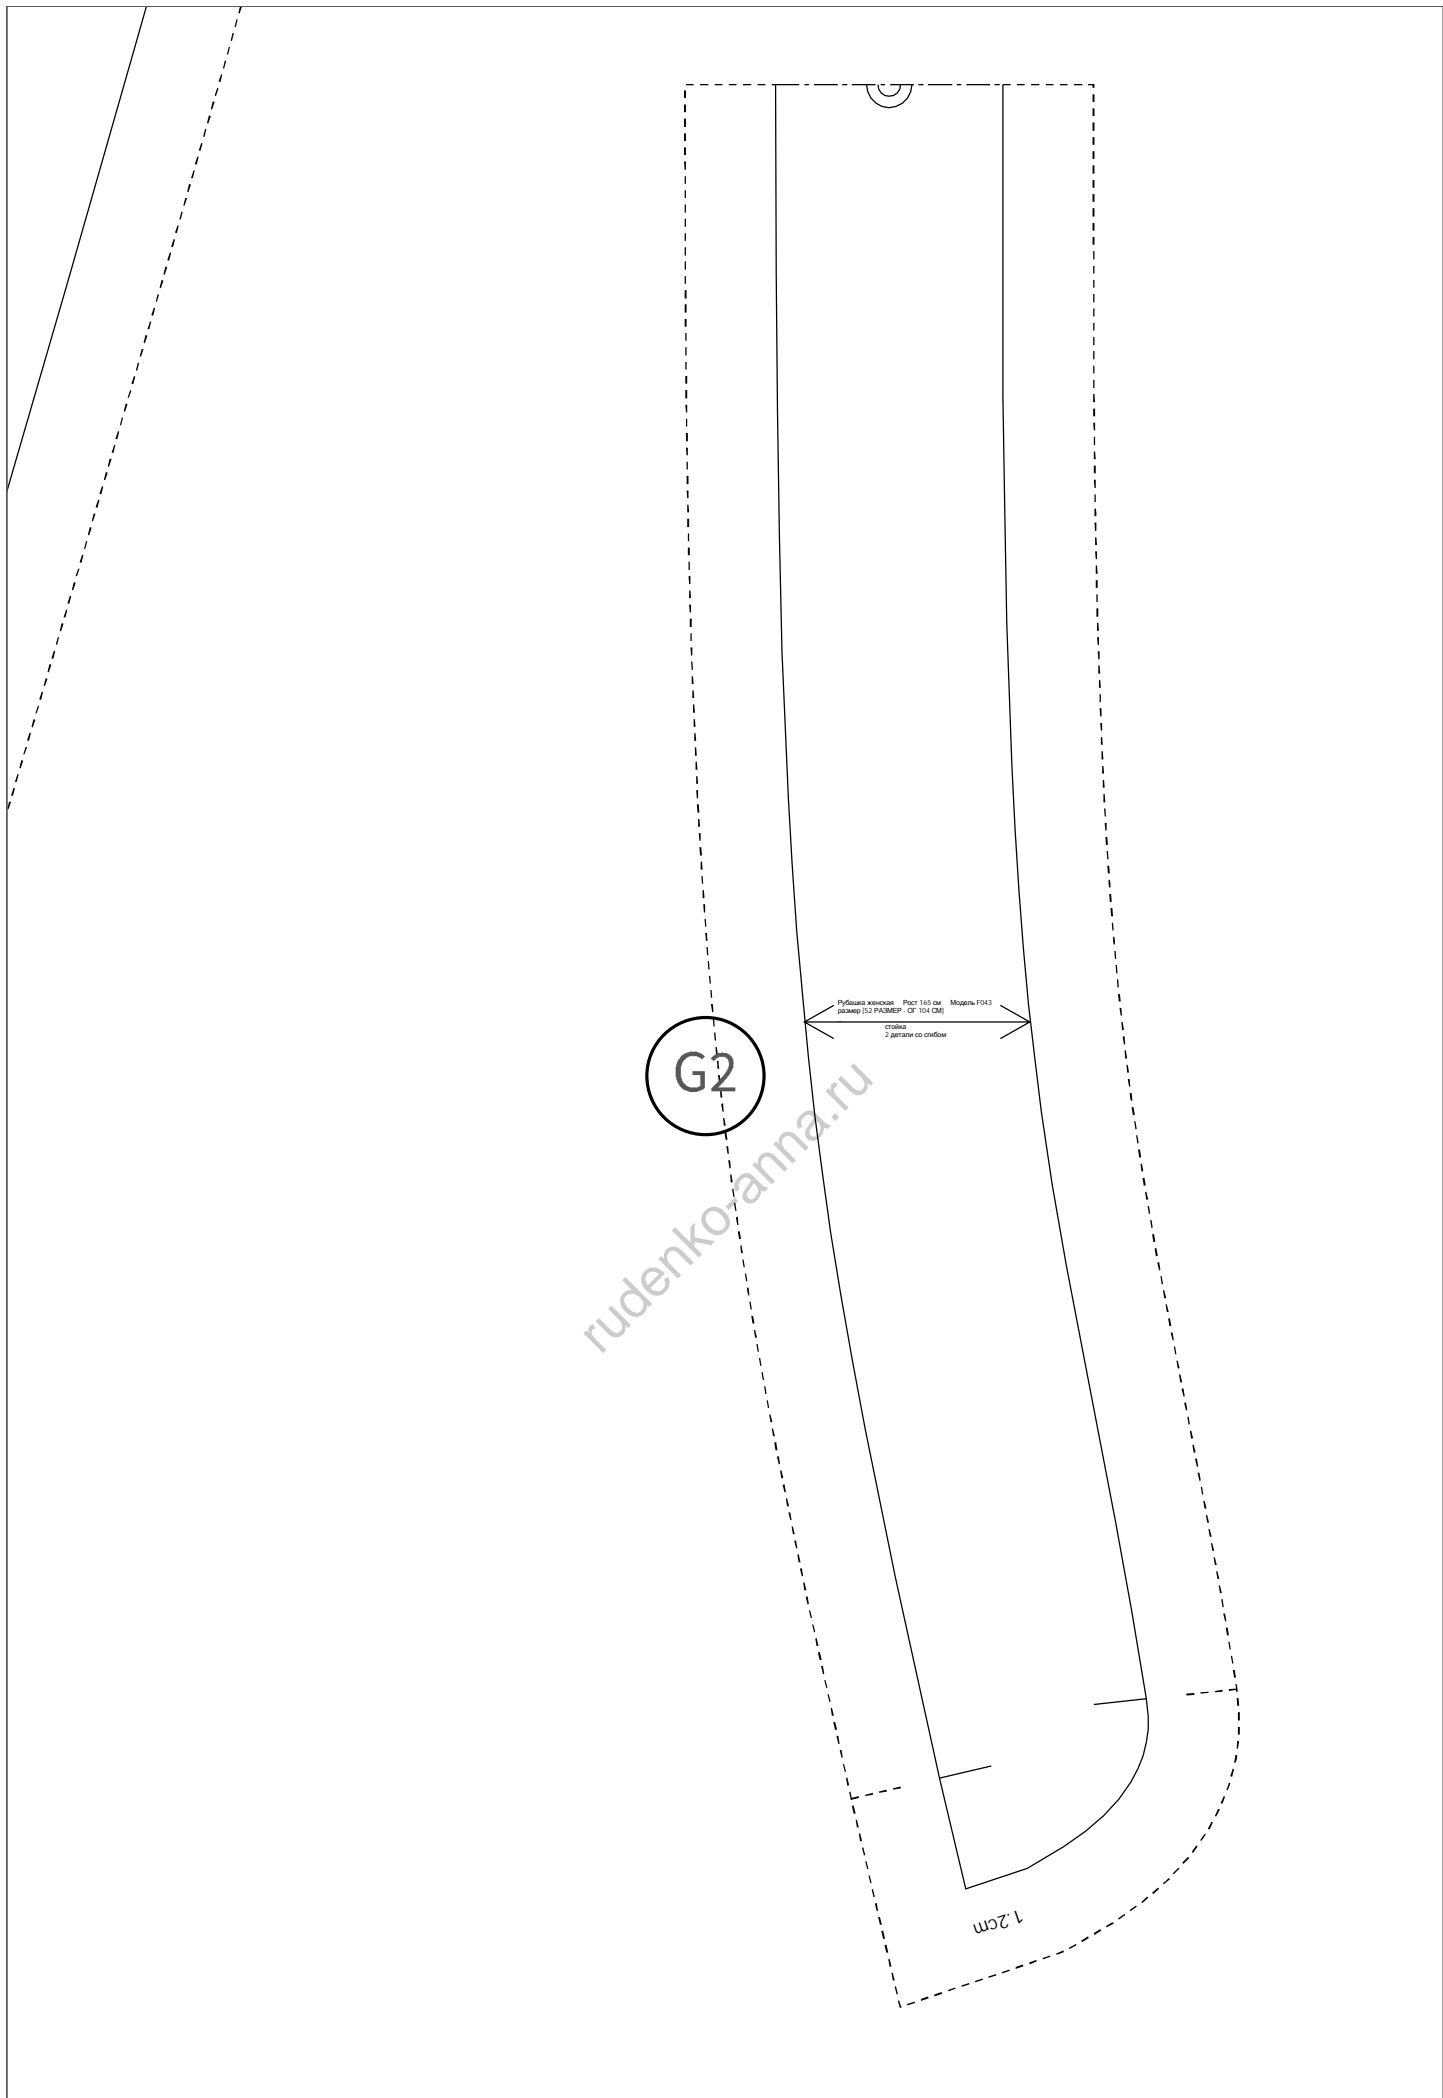 Рубашка женская Рост 165 см Модель F043
размер [52 РАЗМЕР - ОГ 104 СМ]
стойка
2 детали со сгибом
G2
rudenko-anna.ru
1.2cm